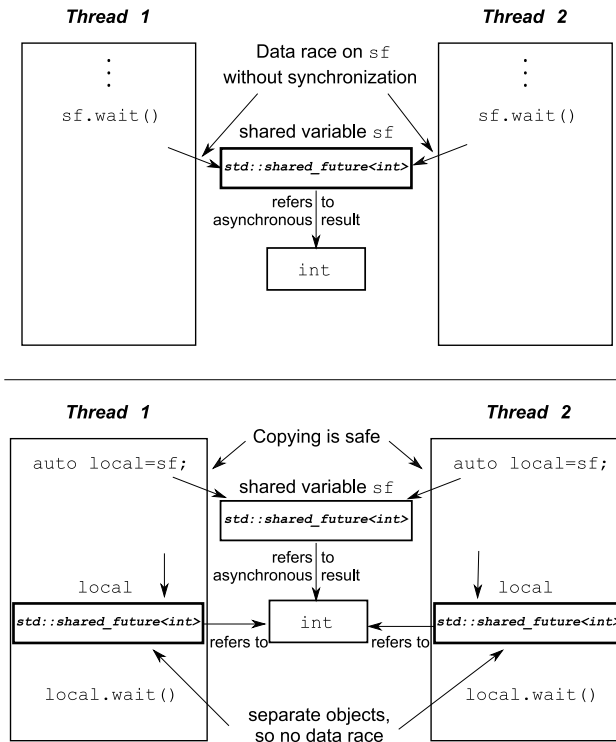 Thread 1
Thread 2
Data race on sf
without synchronization
sf.wait()
sf.wait()
shared variable sf
std::shared_future<int>
refers to
asynchronous result
int
Thread 1
Thread 2
Copying is safe
auto local=sf;
auto local=sf;
shared variable sf
std::shared_future<int>
refers to
asynchronous result
local
local
std::shared_future<int>
int
std::shared_future<int>
refers to
refers to
local.wait()
local.wait()
separate objects,
so no data race